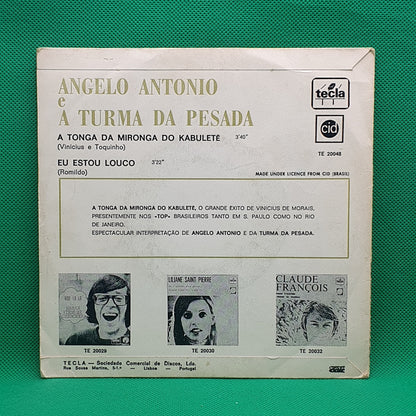 ANGELO ANTONIO
e
A TURMA DA PESADA
A TONGA DA MIRONGA DO KABULETÊ 3'40"
(Vinícius e Toquinho)
EU ESTOU LOUCO 3'22"
(Romildo)
tecla
cid
TE 20048
MADE UNDER LICENCE FROM CID (BRASIL)
A TONGA DA MIRONGA DO KABULETÉ, O GRANDE ÉXITO DE VINICIUS DE MORAIS,
PRESENTEMENTE NOS «TOP» BRASILEIROS TANTO EM S. PAULO COMO NO RIO
DE JANEIRO.
ESPECTACULAR INTERPRETAÇÃO DE ANGELO ANTONIO E DA TURMA DA PESADA.
LILIANE SAINT PIERRE
CLAUDE
FRANÇOIS
TE 20029
TE 20030
TE 20032
TECLA — Sociedade Comercial de Discos, Lda.
Rua Sousa Martins, 5-1.º — Lisboa — Portugal